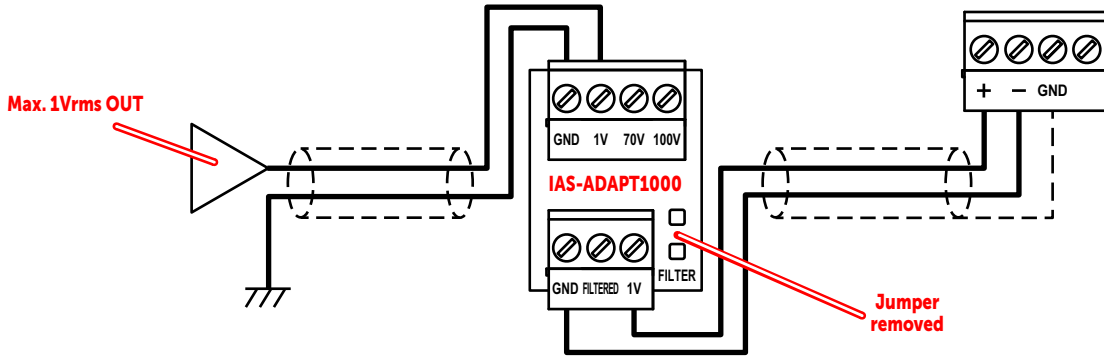 Max. 1Vrms OUT
GND 1V 70V 100V
IAS-ADAPT1000
GND FILTERED 1V
FILTER
+ − GND
Jumper
removed